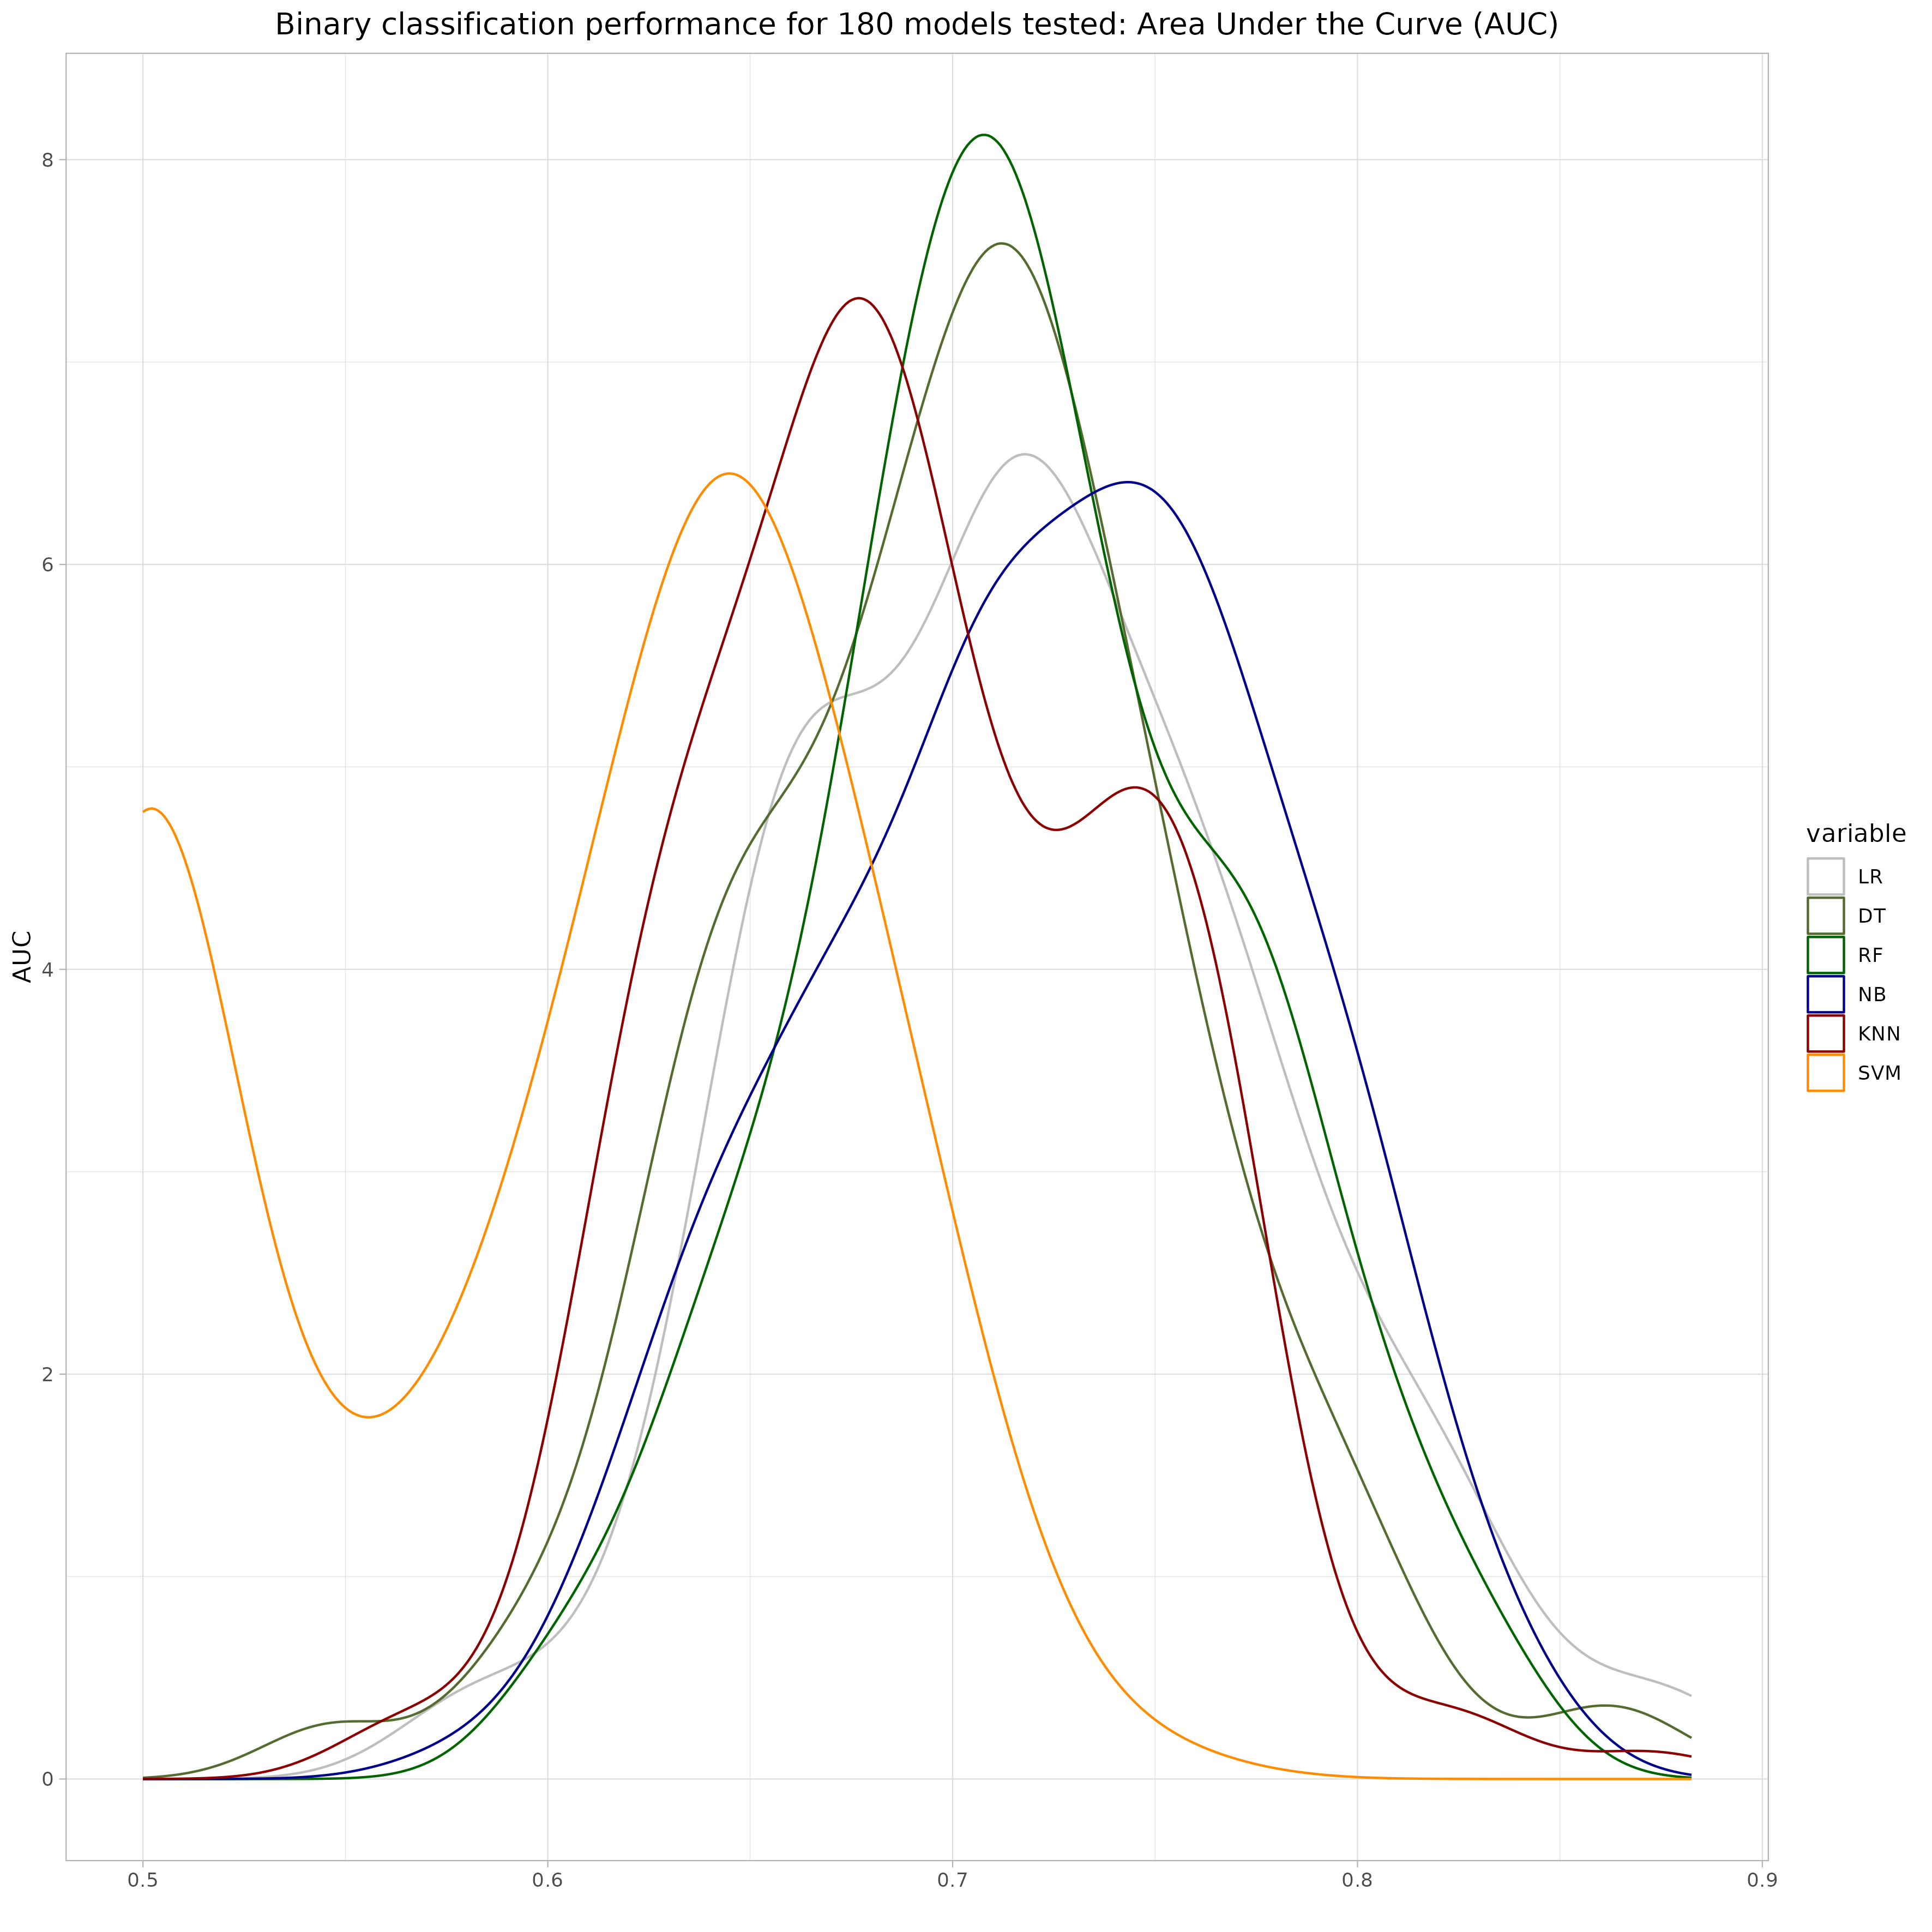 Binary classification performance for 180 models tested: Area Under the Curve (AUC)
8
6
4
2
0
AUC
0.5 0.6 0.7 0.8 0.9
variable
LR
DT
RF
NB
KNN
SVM